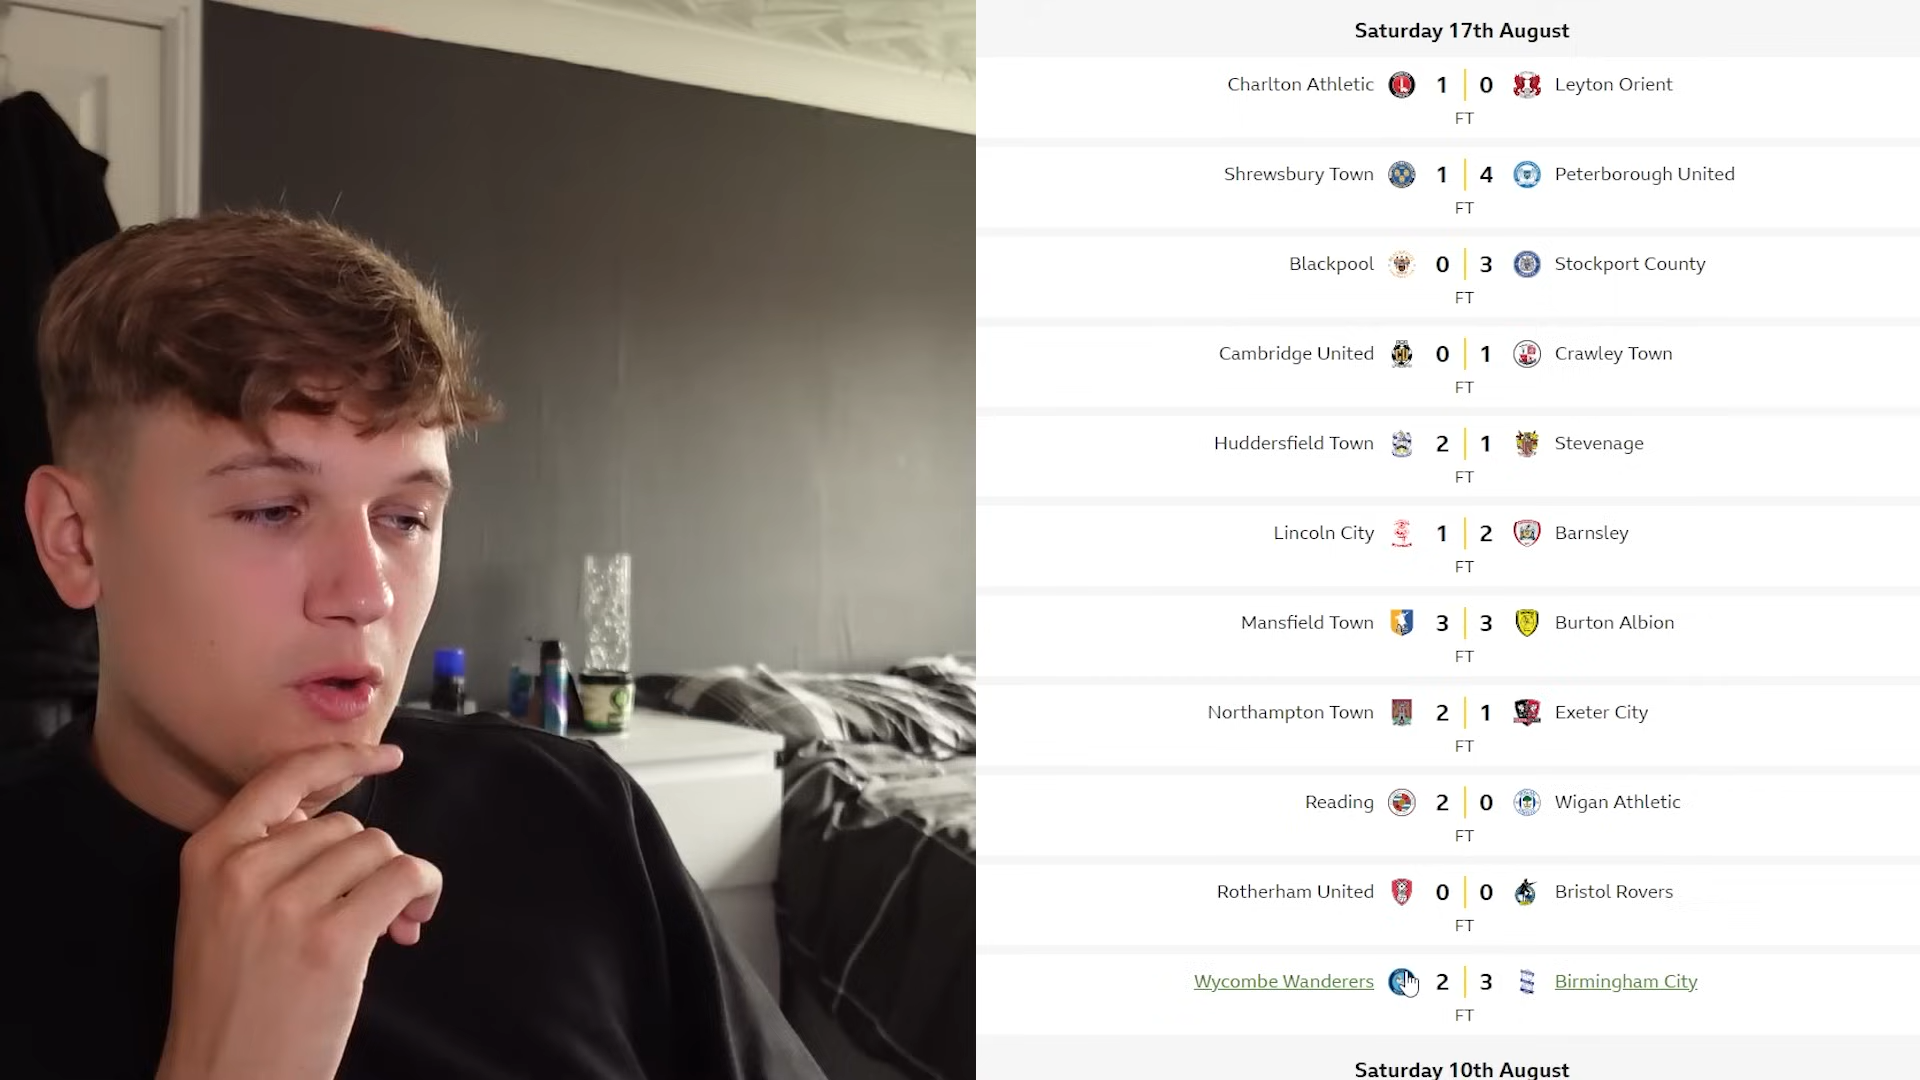 Saturday 17th August
Charlton Athletic 1 0 Leyton Orient
FT
Shrewsbury Town 1 4 Peterborough United
FT
Blackpool 0 3 Stockport County
FT
Cambridge United 0 1 Crawley Town
FT
Huddersfield Town 2 1 Stevenage
FT
Lincoln City 1 2 Barnsley
FT
Mansfield Town 3 3 Burton Albion
FT
Northampton Town 2 1 Exeter City
FT
Reading 2 0 Wigan Athletic
FT
Rotherham United 0 0 Bristol Rovers
FT
Wycombe Wanderers 2 3 Birmingham City
FT
Saturday 10th August